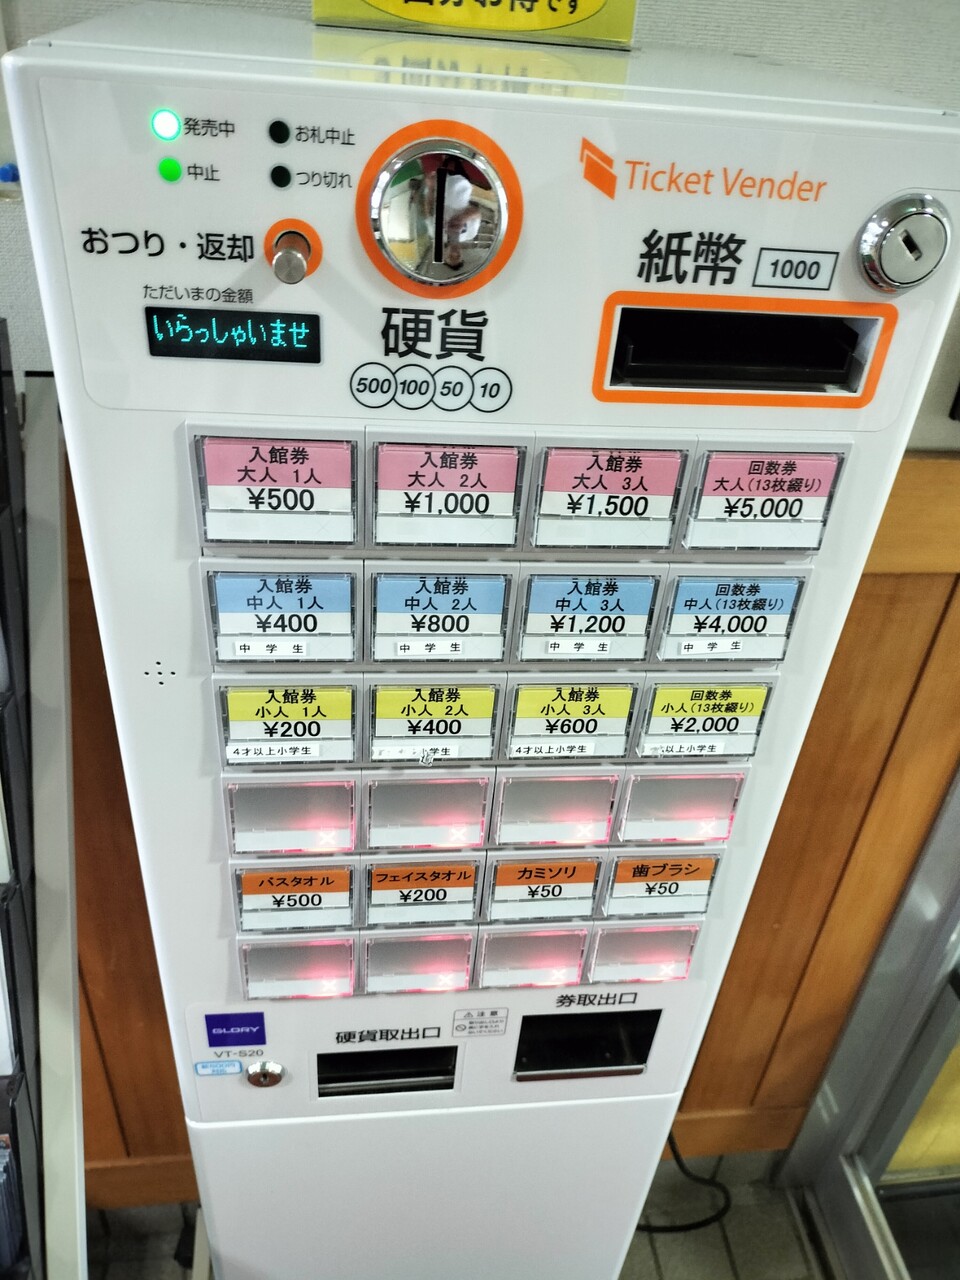 お得です
発売中
お札中止
中止
つり切れ
Ticket Vender
おつり・返却
紙幣 1000
ただいまの金額
いらっしゃいませ
硬貨
500 100 50 10
入館券
大人 1人
¥500
入館券
大人 2人
¥1,000
入館券
大人 3人
¥1,500
回数券
大人(13枚綴り)
¥5,000
入館券
中人 1人
¥400
中学生
入館券
中人 2人
¥800
中学生
入館券
中人 3人
¥1,200
中学生
回数券
中人(13枚綴り)
¥4,000
中学生
入館券
小人 1人
¥200
4才以上小学生
入館券
小人 2人
¥400
小学生
入館券
小人 3人
¥600
4才以上小学生
回数券
小人(13枚綴り)
¥2,000
以上小学生
バスタオル
¥500
フェイスタオル
¥200
カミソリ
¥50
歯ブラシ
¥50
券取出口
GLORY
硬貨取出口
注意
VT-S20